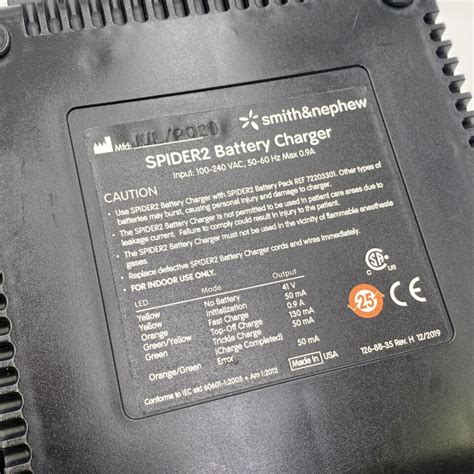 smith&nephew
Mfd: JUL/2020
SPIDER2 Battery Charger
Input: 100-240 VAC, 50-60 Hz Max 0.9A
CAUTION
• Use SPIDER2 Battery Charger with SPIDER2 Battery Pack REF 72203301. Other types of
batteries may burst, causing personal injury and damage to charger.
• The SPIDER2 Battery Charger is not permitted to be used in patient care areas due to
leakage current. Failure to comply could result in injury to the patient.
• The SPIDER2 Battery Charger must not be used in the vicinity of flammable anesthesia
gases.
• Replace defective SPIDER2 Battery Charger cords and wires immediately.
• FOR INDOOR USE ONLY.
LED Mode Output
Yellow No Battery 41 V
Yellow Initialization 50 mA
Orange Fast Charge 0.9 A
Green/Yellow Top-Off Charge 130 mA
Green Trickle Charge 50 mA
(Charge Completed)
Orange/Green Error 50 mA
SA
C US
25
CE
Made in USA
Conforms to IEC std 60601-1:2005 + Am 1:2012
126-88-35 Rev. H 12/2019